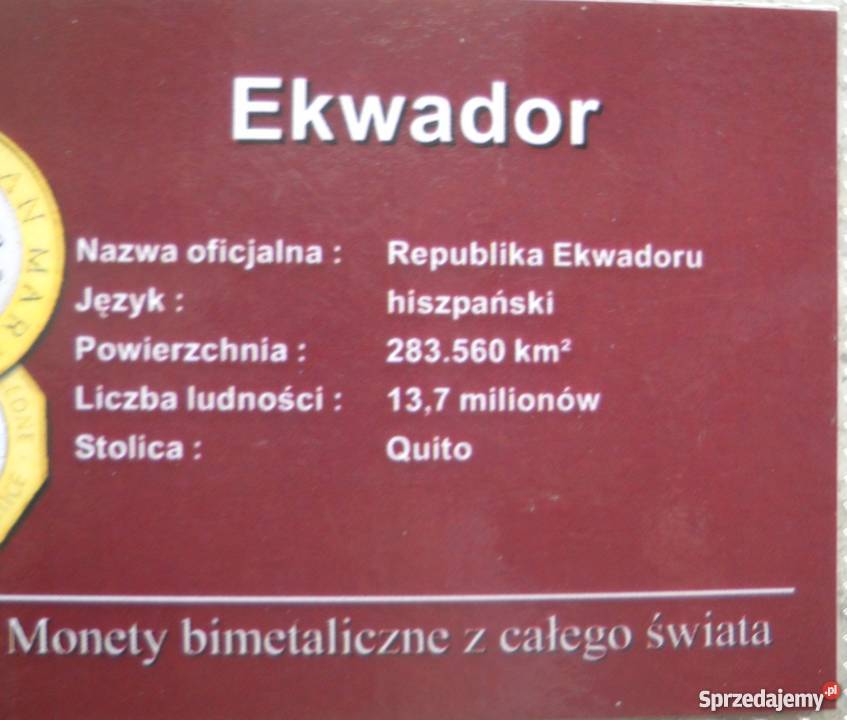 Ekwador
Nazwa oficjalna : Republika Ekwadoru
Język : hiszpański
Powierzchnia : 283.560 km²
Liczba ludności : 13,7 milionów
Stolica : Quito
Monety bimetaliczne z całego świata
Sprzedajemy.pl